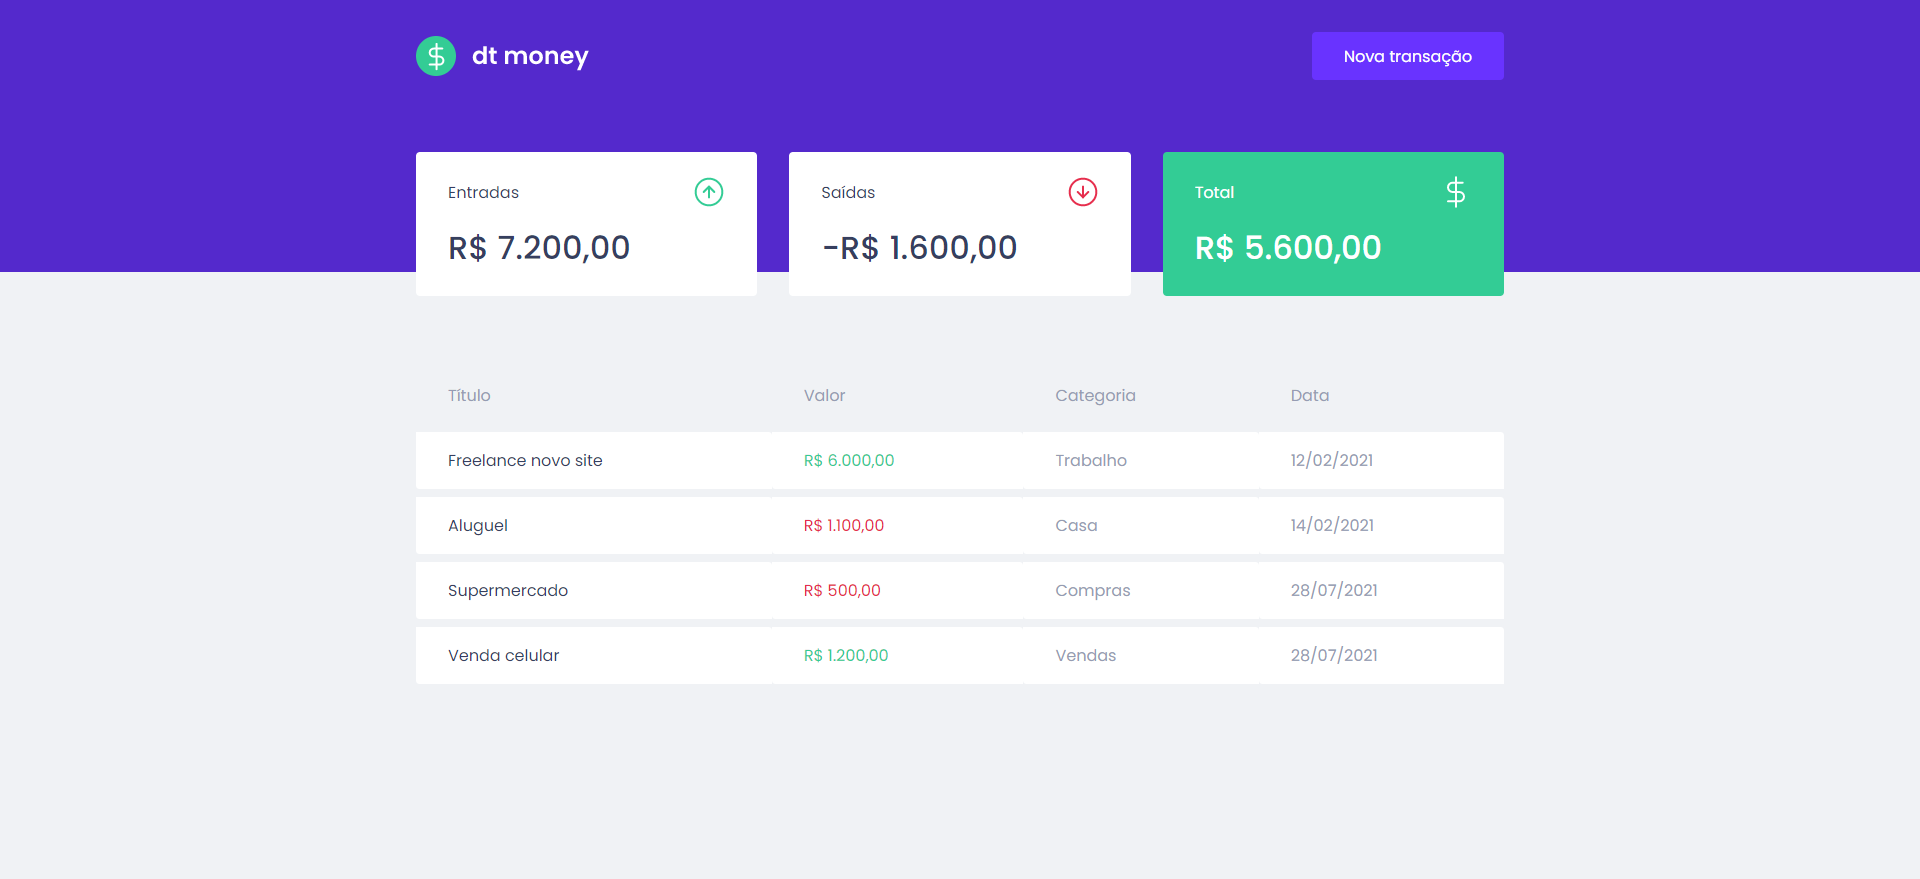 dt money
Nova transação
Entradas
R$ 7.200,00
Saídas
-R$ 1.600,00
Total
R$ 5.600,00
Título Valor Categoria Data
Freelance novo site R$ 6.000,00 Trabalho 12/02/2021
Aluguel R$ 1.100,00 Casa 14/02/2021
Supermercado R$ 500,00 Compras 28/07/2021
Venda celular R$ 1.200,00 Vendas 28/07/2021